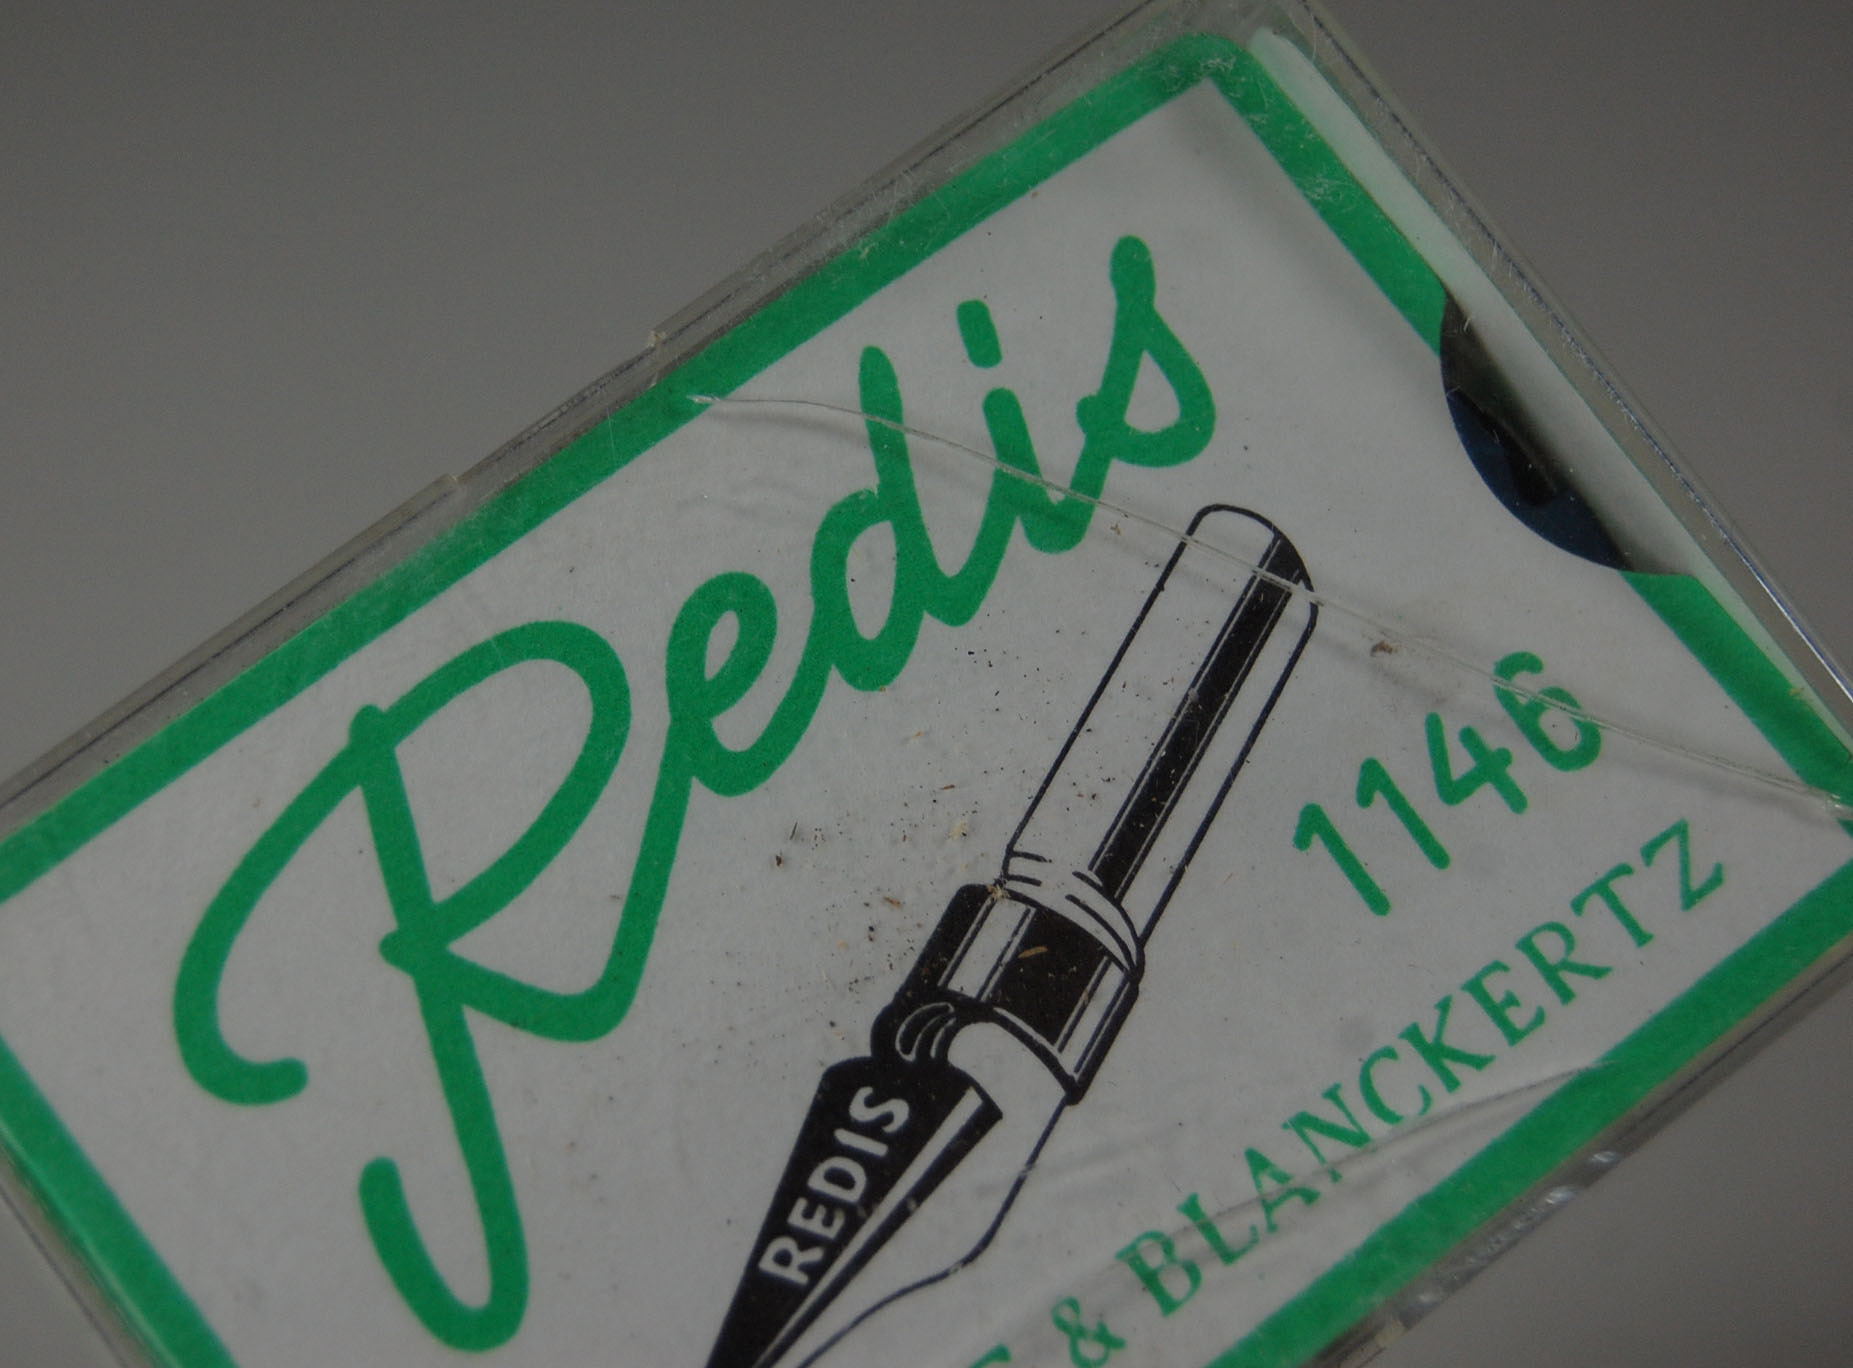 Redis
1146
REDIS
& BLANCKERTZ